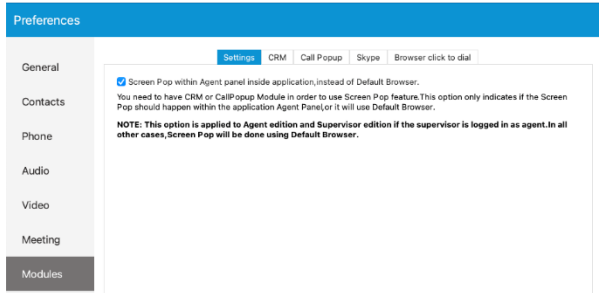 Preferences
General
Contacts
Phone
Audio
Video
Meeting
Modules
Settings CRM Call Popup Skype Browser click to dial
Screen Pop within Agent panel inside application,instead of Default Browser.
You need to have CRM or CallPopup Module in order to use Screen Pop feature.This option only indicates if the Screen
Pop should happen within the application Agent Panel,or it will use Default Browser.
NOTE: This option is applied to Agent edition and Supervisor edition if the supervisor is logged in as agent.In all
other cases,Screen Pop will be done using Default Browser.